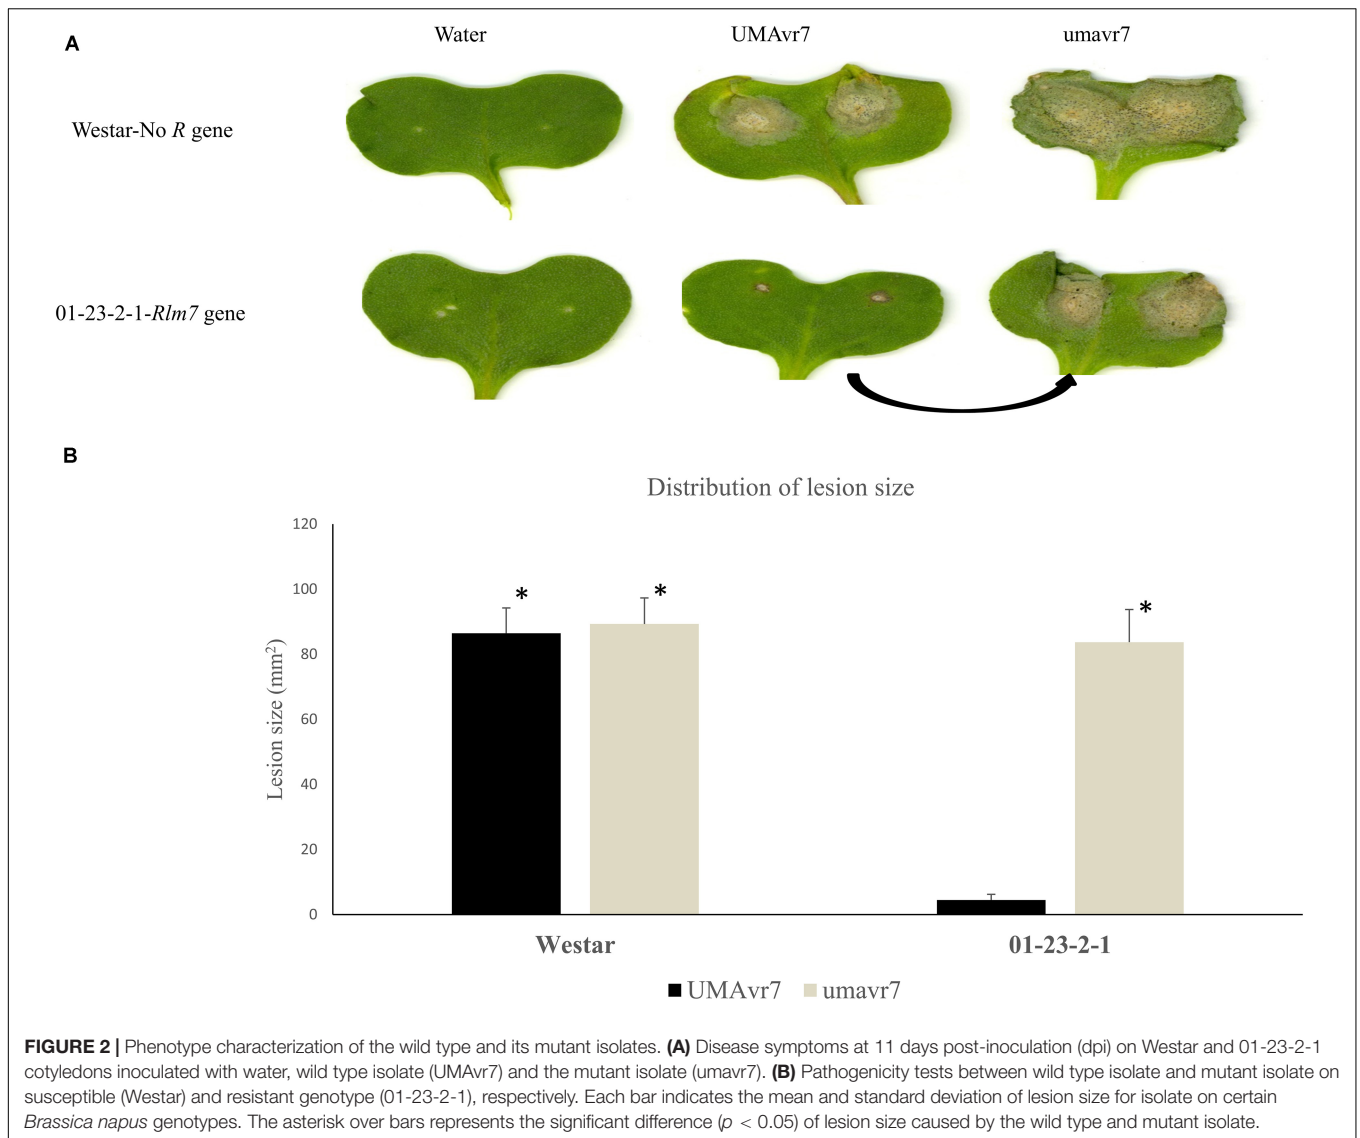 A
Water UMAvr7 umavr7
Westar-No R gene
01-23-2-1-Rlm7 gene
B
Distribution of lesion size
120
100
80
60
40
20
0
Lesion size (mm²)
* * *
Westar 01-23-2-1
UMAvr7 umavr7
FIGURE 2 | Phenotype characterization of the wild type and its mutant isolates. (A) Disease symptoms at 11 days post-inoculation (dpi) on Westar and 01-23-2-1
cotyledons inoculated with water, wild type isolate (UMAvr7) and the mutant isolate (umavr7). (B) Pathogenicity tests between wild type isolate and mutant isolate on
susceptible (Westar) and resistant genotype (01-23-2-1), respectively. Each bar indicates the mean and standard deviation of lesion size for isolate on certain
Brassica napus genotypes. The asterisk over bars represents the significant difference (p < 0.05) of lesion size caused by the wild type and mutant isolate.